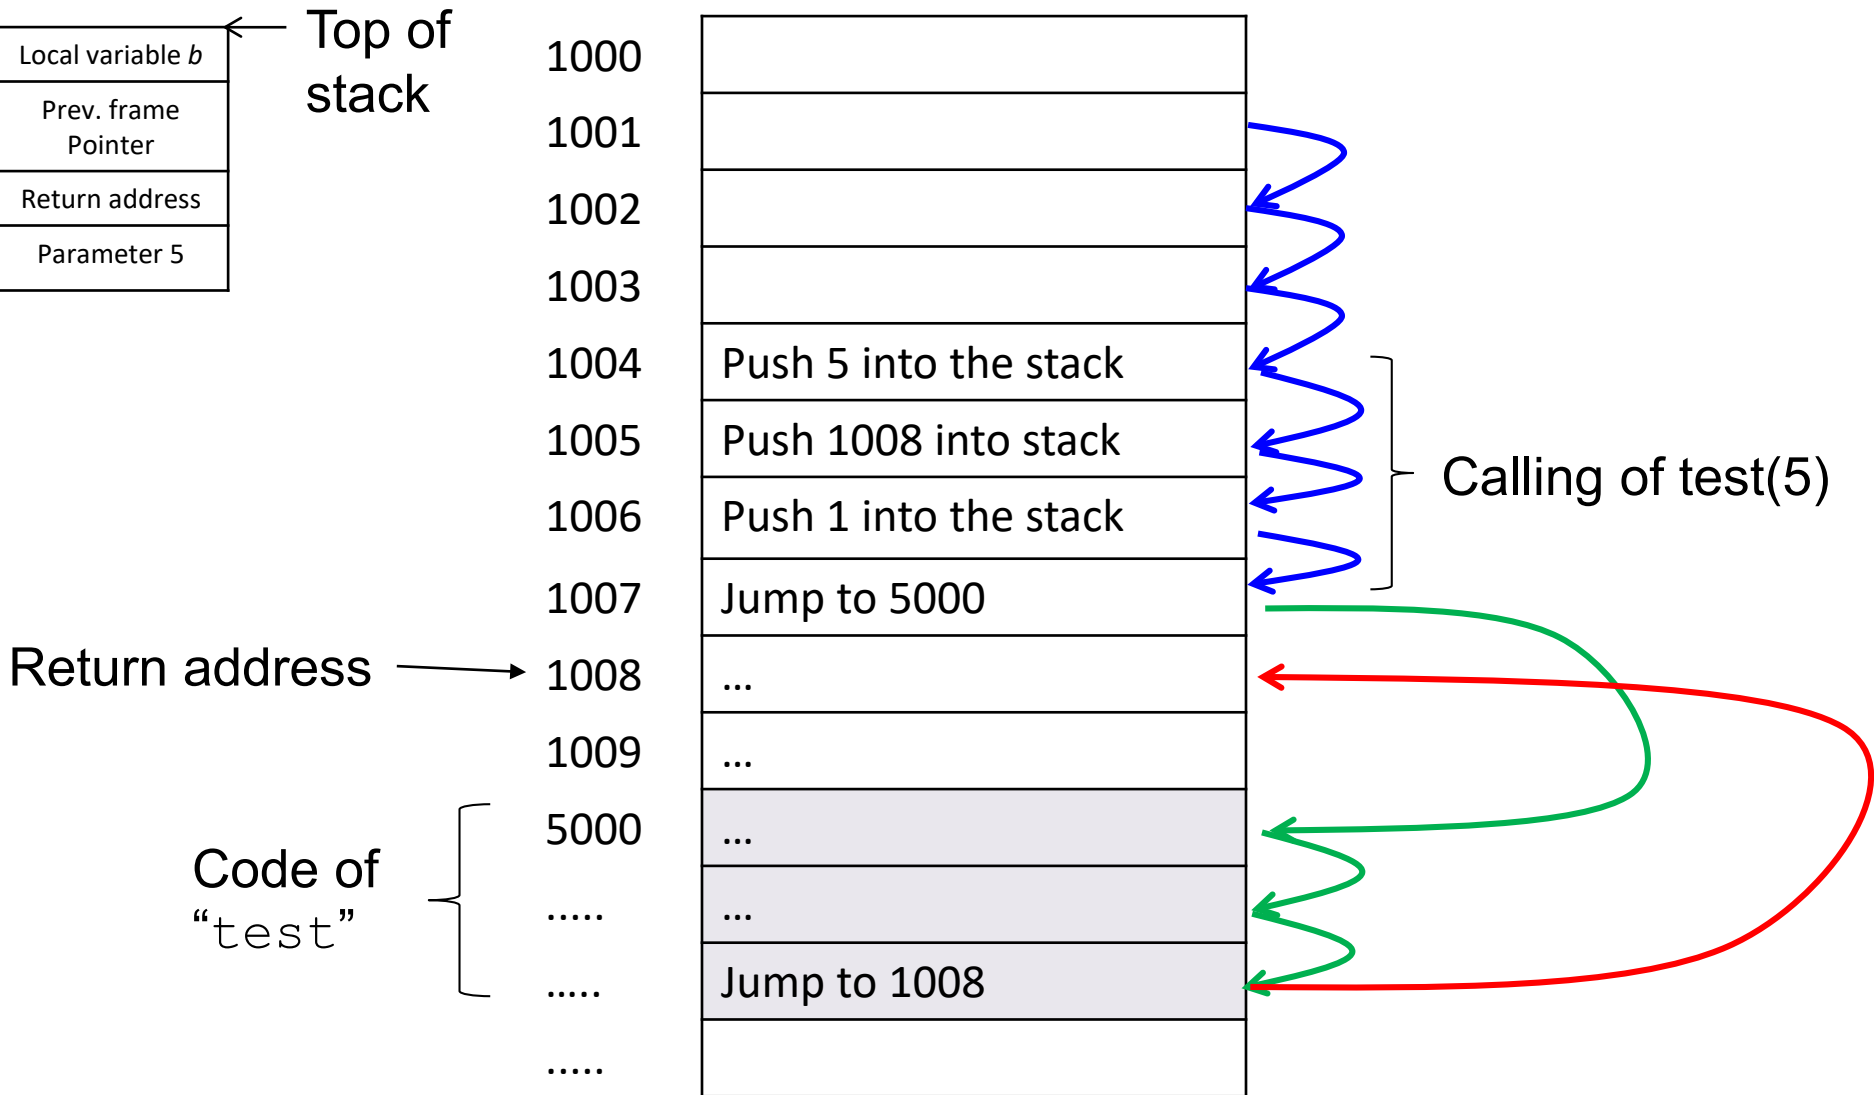 Top of
stack
Local variable b
Prev. frame
Pointer
Return address
Parameter 5
1000
1001
1002
1003
1004 Push 5 into the stack
1005 Push 1008 into stack
1006 Push 1 into the stack
1007 Jump to 5000
Calling of test(5)
Return address
1008 ...
1009 ...
5000 ...
..... ...
..... Jump to 1008
.....
Code of
“test”